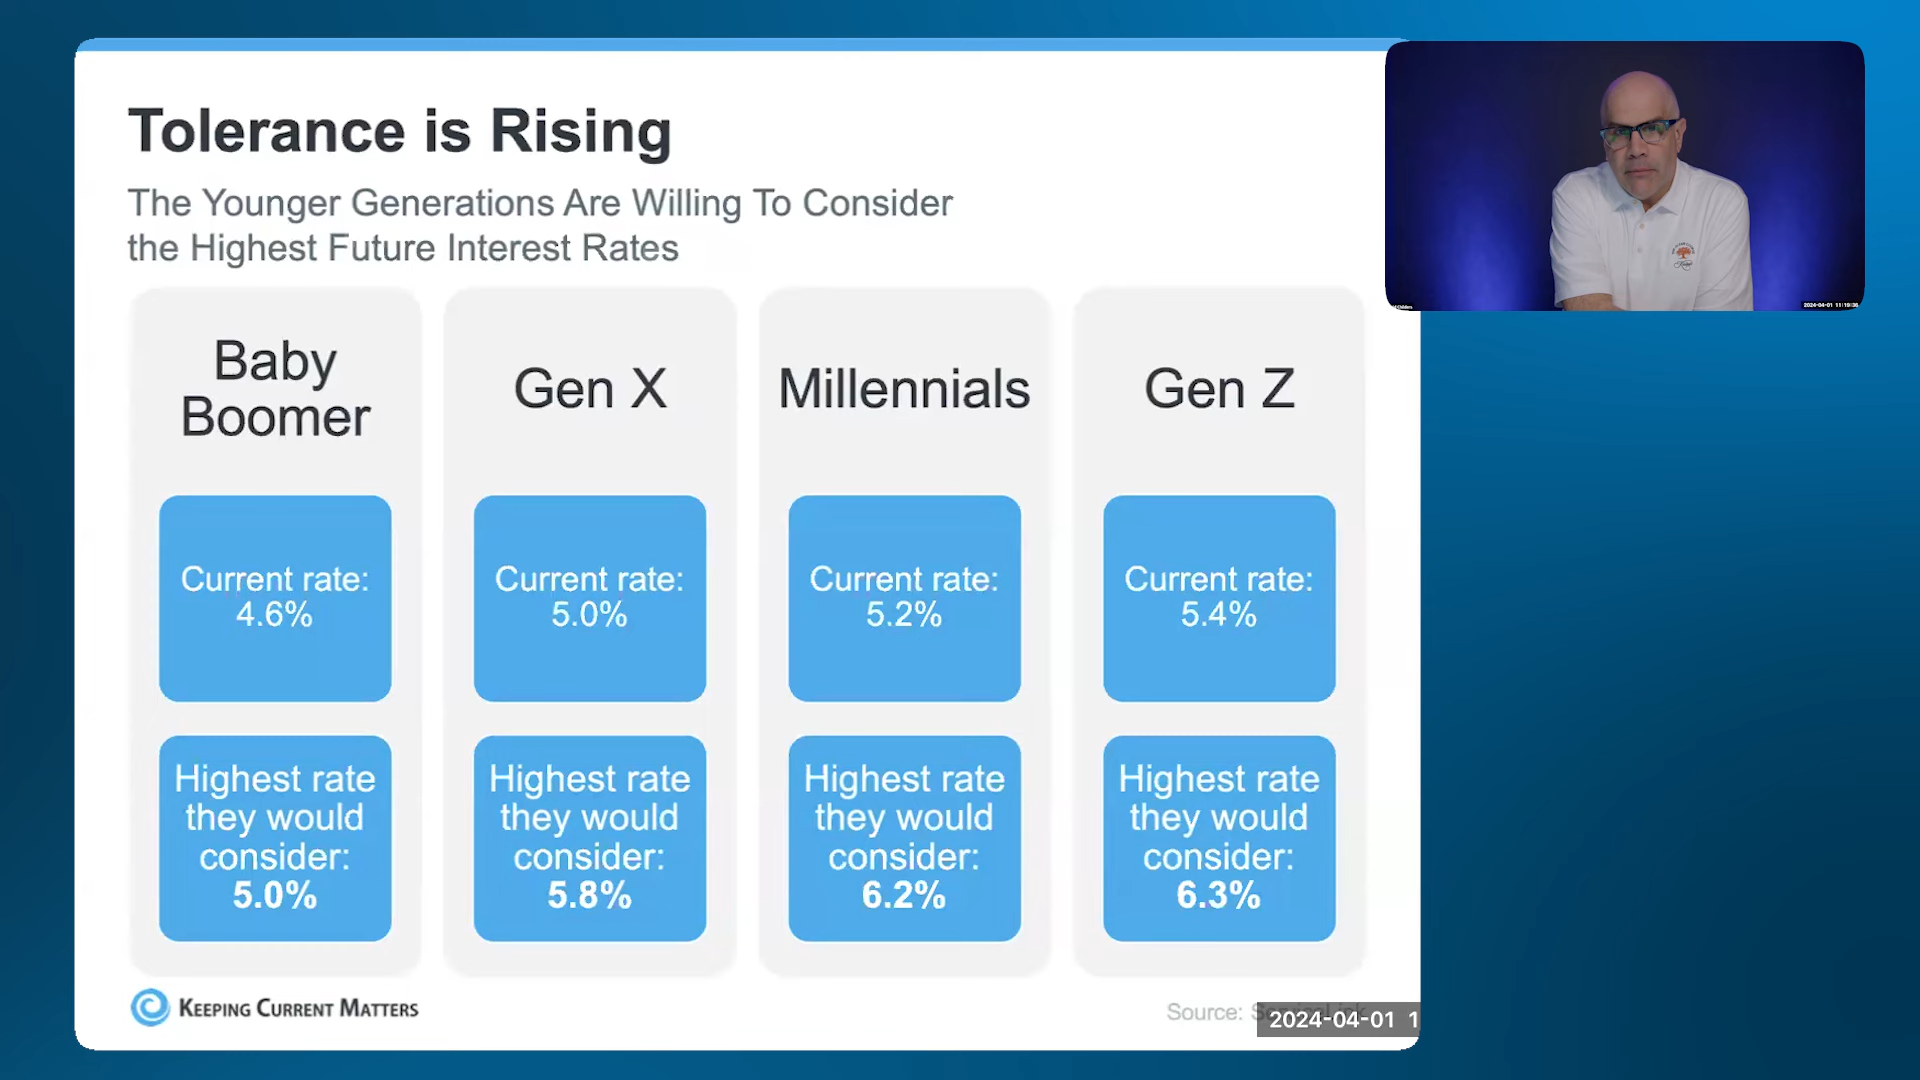 Tolerance is Rising
The Younger Generations Are Willing To Consider
the Highest Future Interest Rates
Baby
Boomer
Current rate:
4.6%
Highest rate
they would
consider:
5.0%
Gen X
Current rate:
5.0%
Highest rate
they would
consider:
5.8%
Millennials
Current rate:
5.2%
Highest rate
they would
consider:
6.2%
Gen Z
Current rate:
5.4%
Highest rate
they would
consider:
6.3%
KEEPING CURRENT MATTERS
Source:
2024-04-01 1